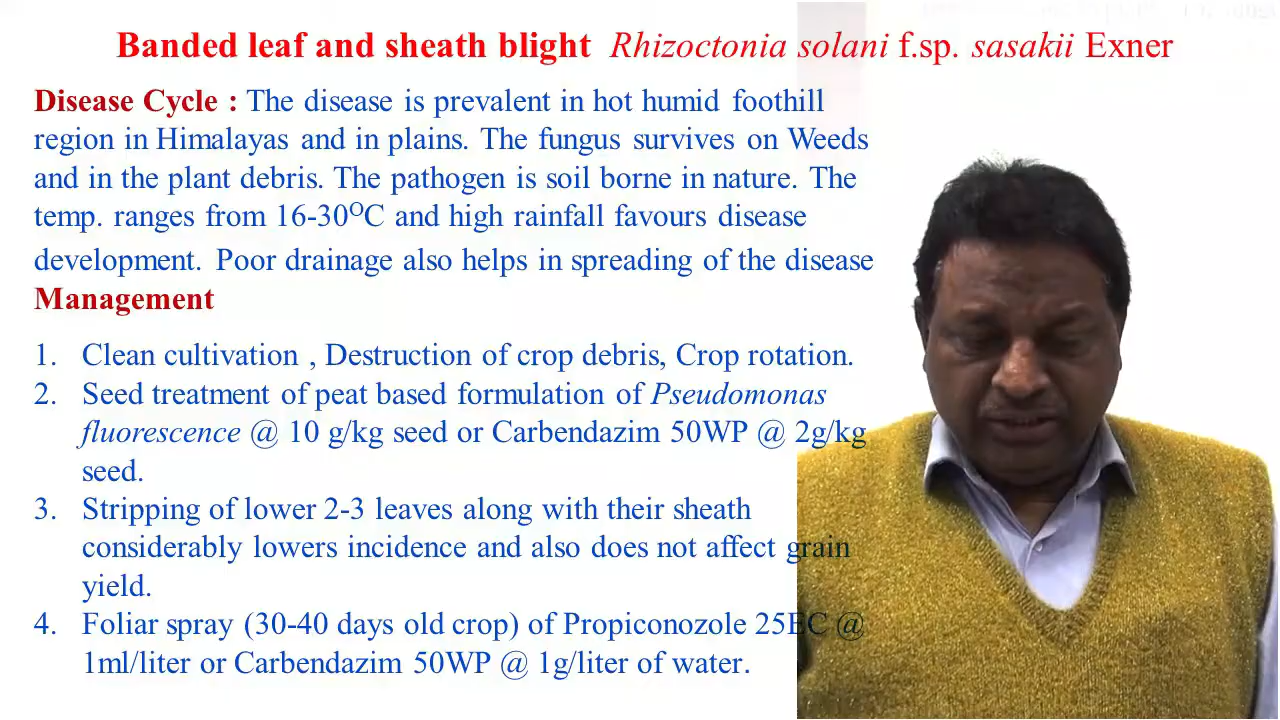 Banded leaf and sheath blight Rhizoctonia solani f.sp. sasakii Exner
Disease Cycle : The disease is prevalent in hot humid foothill
region in Himalayas and in plains. The fungus survives on Weeds
and in the plant debris. The pathogen is soil borne in nature. The
temp. ranges from 16-30ᴼC and high rainfall favours disease
development. Poor drainage also helps in spreading of the disease
Management
1. Clean cultivation , Destruction of crop debris, Crop rotation.
2. Seed treatment of peat based formulation of Pseudomonas
fluorescence @ 10 g/kg seed or Carbendazim 50WP @ 2g/kg
seed.
3. Stripping of lower 2-3 leaves along with their sheath
considerably lowers incidence and also does not affect grain
yield.
4. Foliar spray (30-40 days old crop) of Propiconozole 25EC @
1ml/liter or Carbendazim 50WP @ 1g/liter of water.